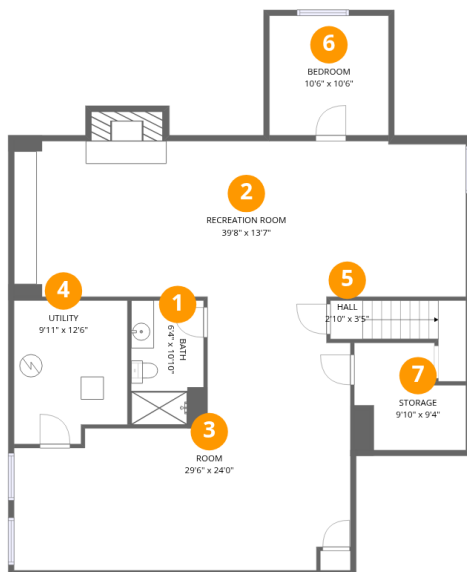 6
BEDROOM
10'6" x 10'6"
2
RECREATION ROOM
39'8" x 13'7"
5
HALL
2'10" x 3'5"
4
UTILITY
9'11" x 12'6"
1
BATH
6'4" x 10'10"
7
STORAGE
9'10" x 9'4"
3
ROOM
29'6" x 24'0"